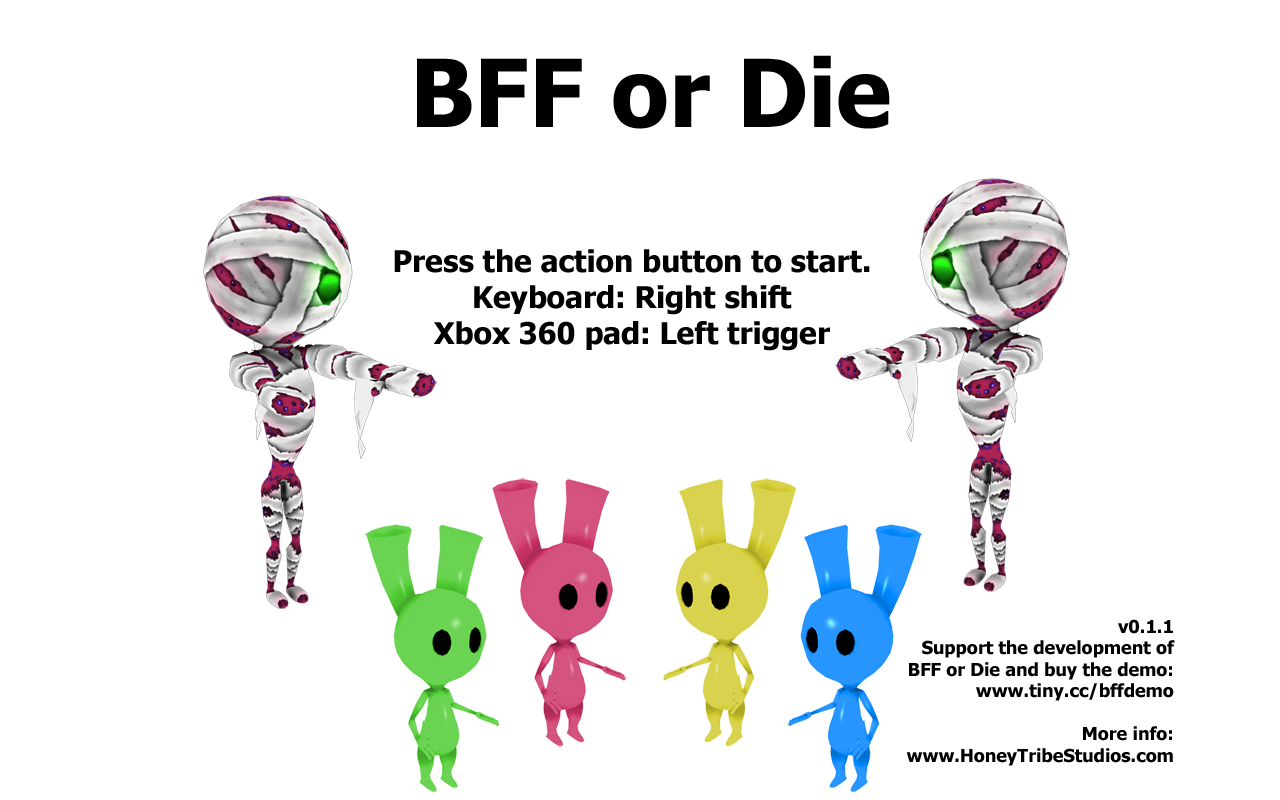 BFF or Die
Press the action button to start.
Keyboard: Right shift
Xbox 360 pad: Left trigger
v0.1.1
Support the development of
BFF or Die and buy the demo:
www.tiny.cc/bffdemo
More info:
www.HoneyTribeStudios.com